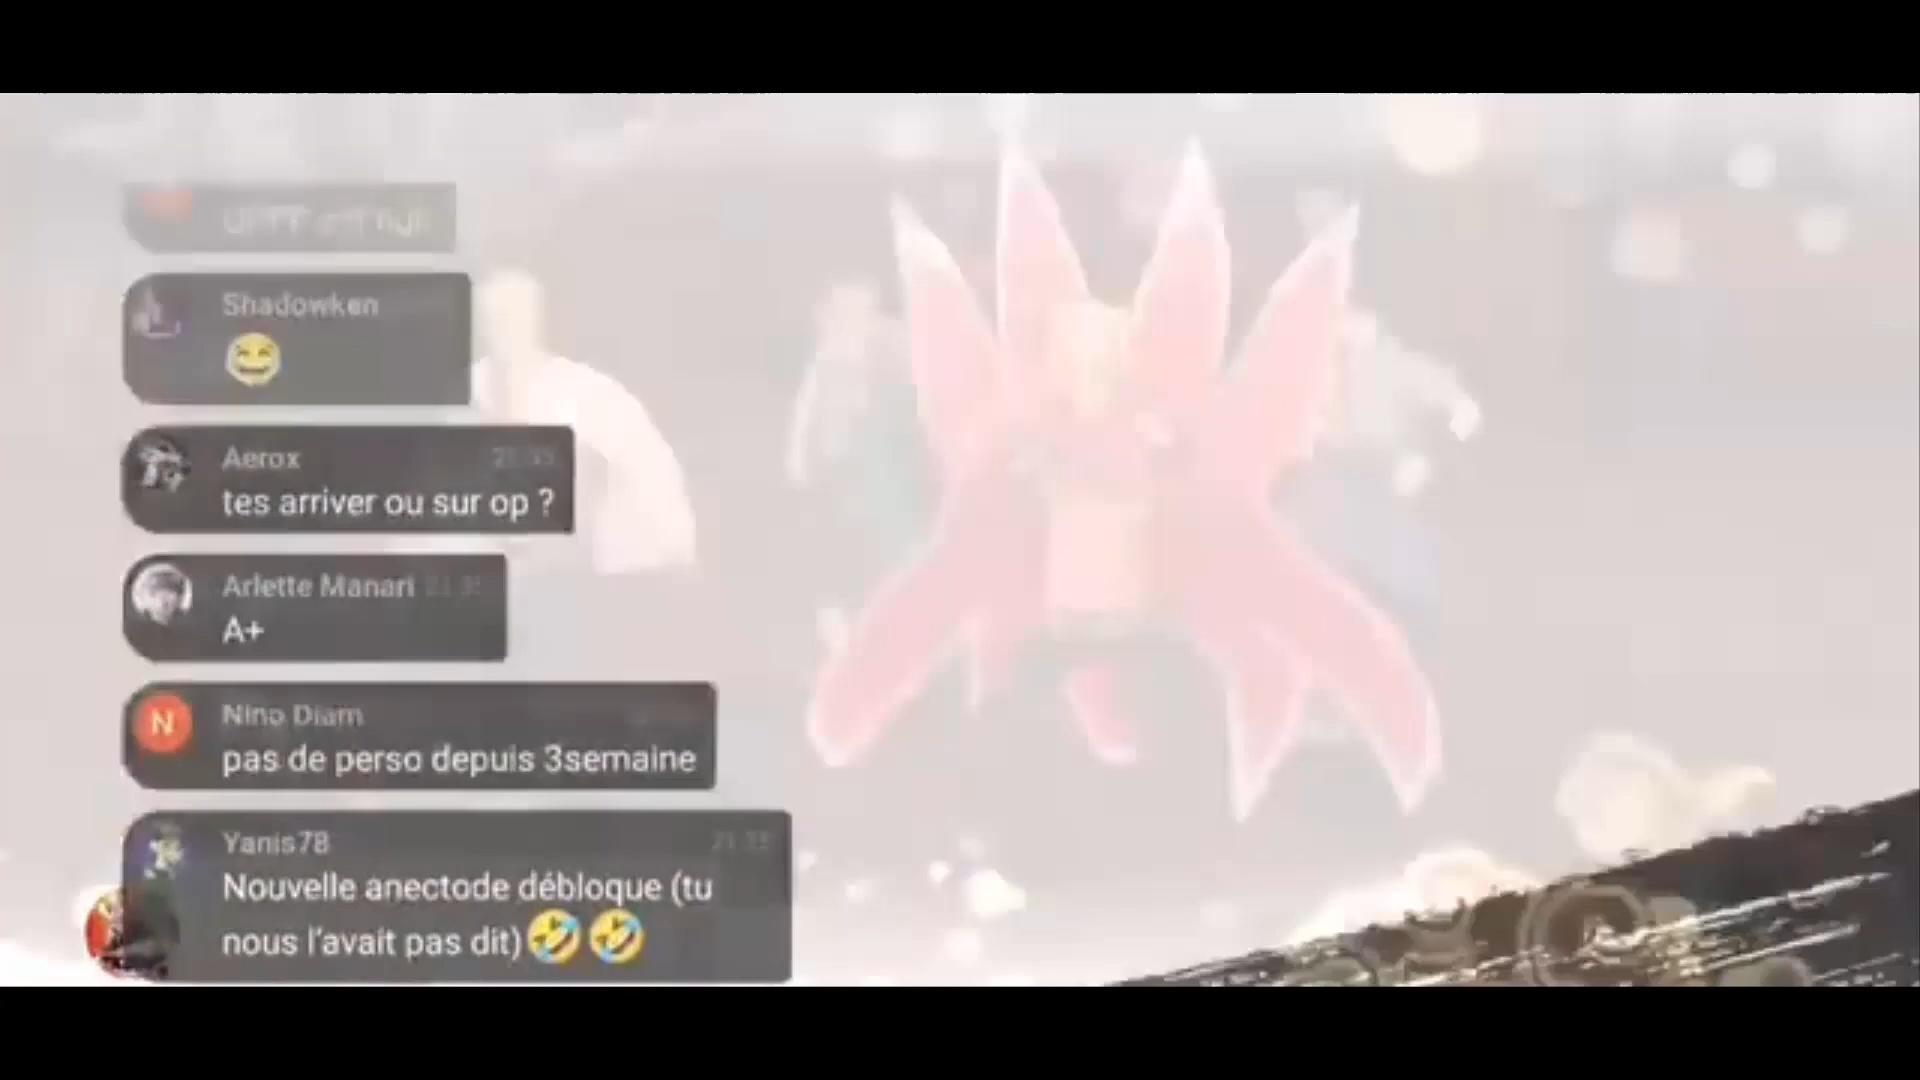 Shadowken
Aerox
tes arriver ou sur op ?
Arlette Manari
A+
N
Nino Diam
pas de perso depuis 3semaine
Yanis78
Nouvelle anectode débloque (tu
nous l'avait pas dit)🤣🤣